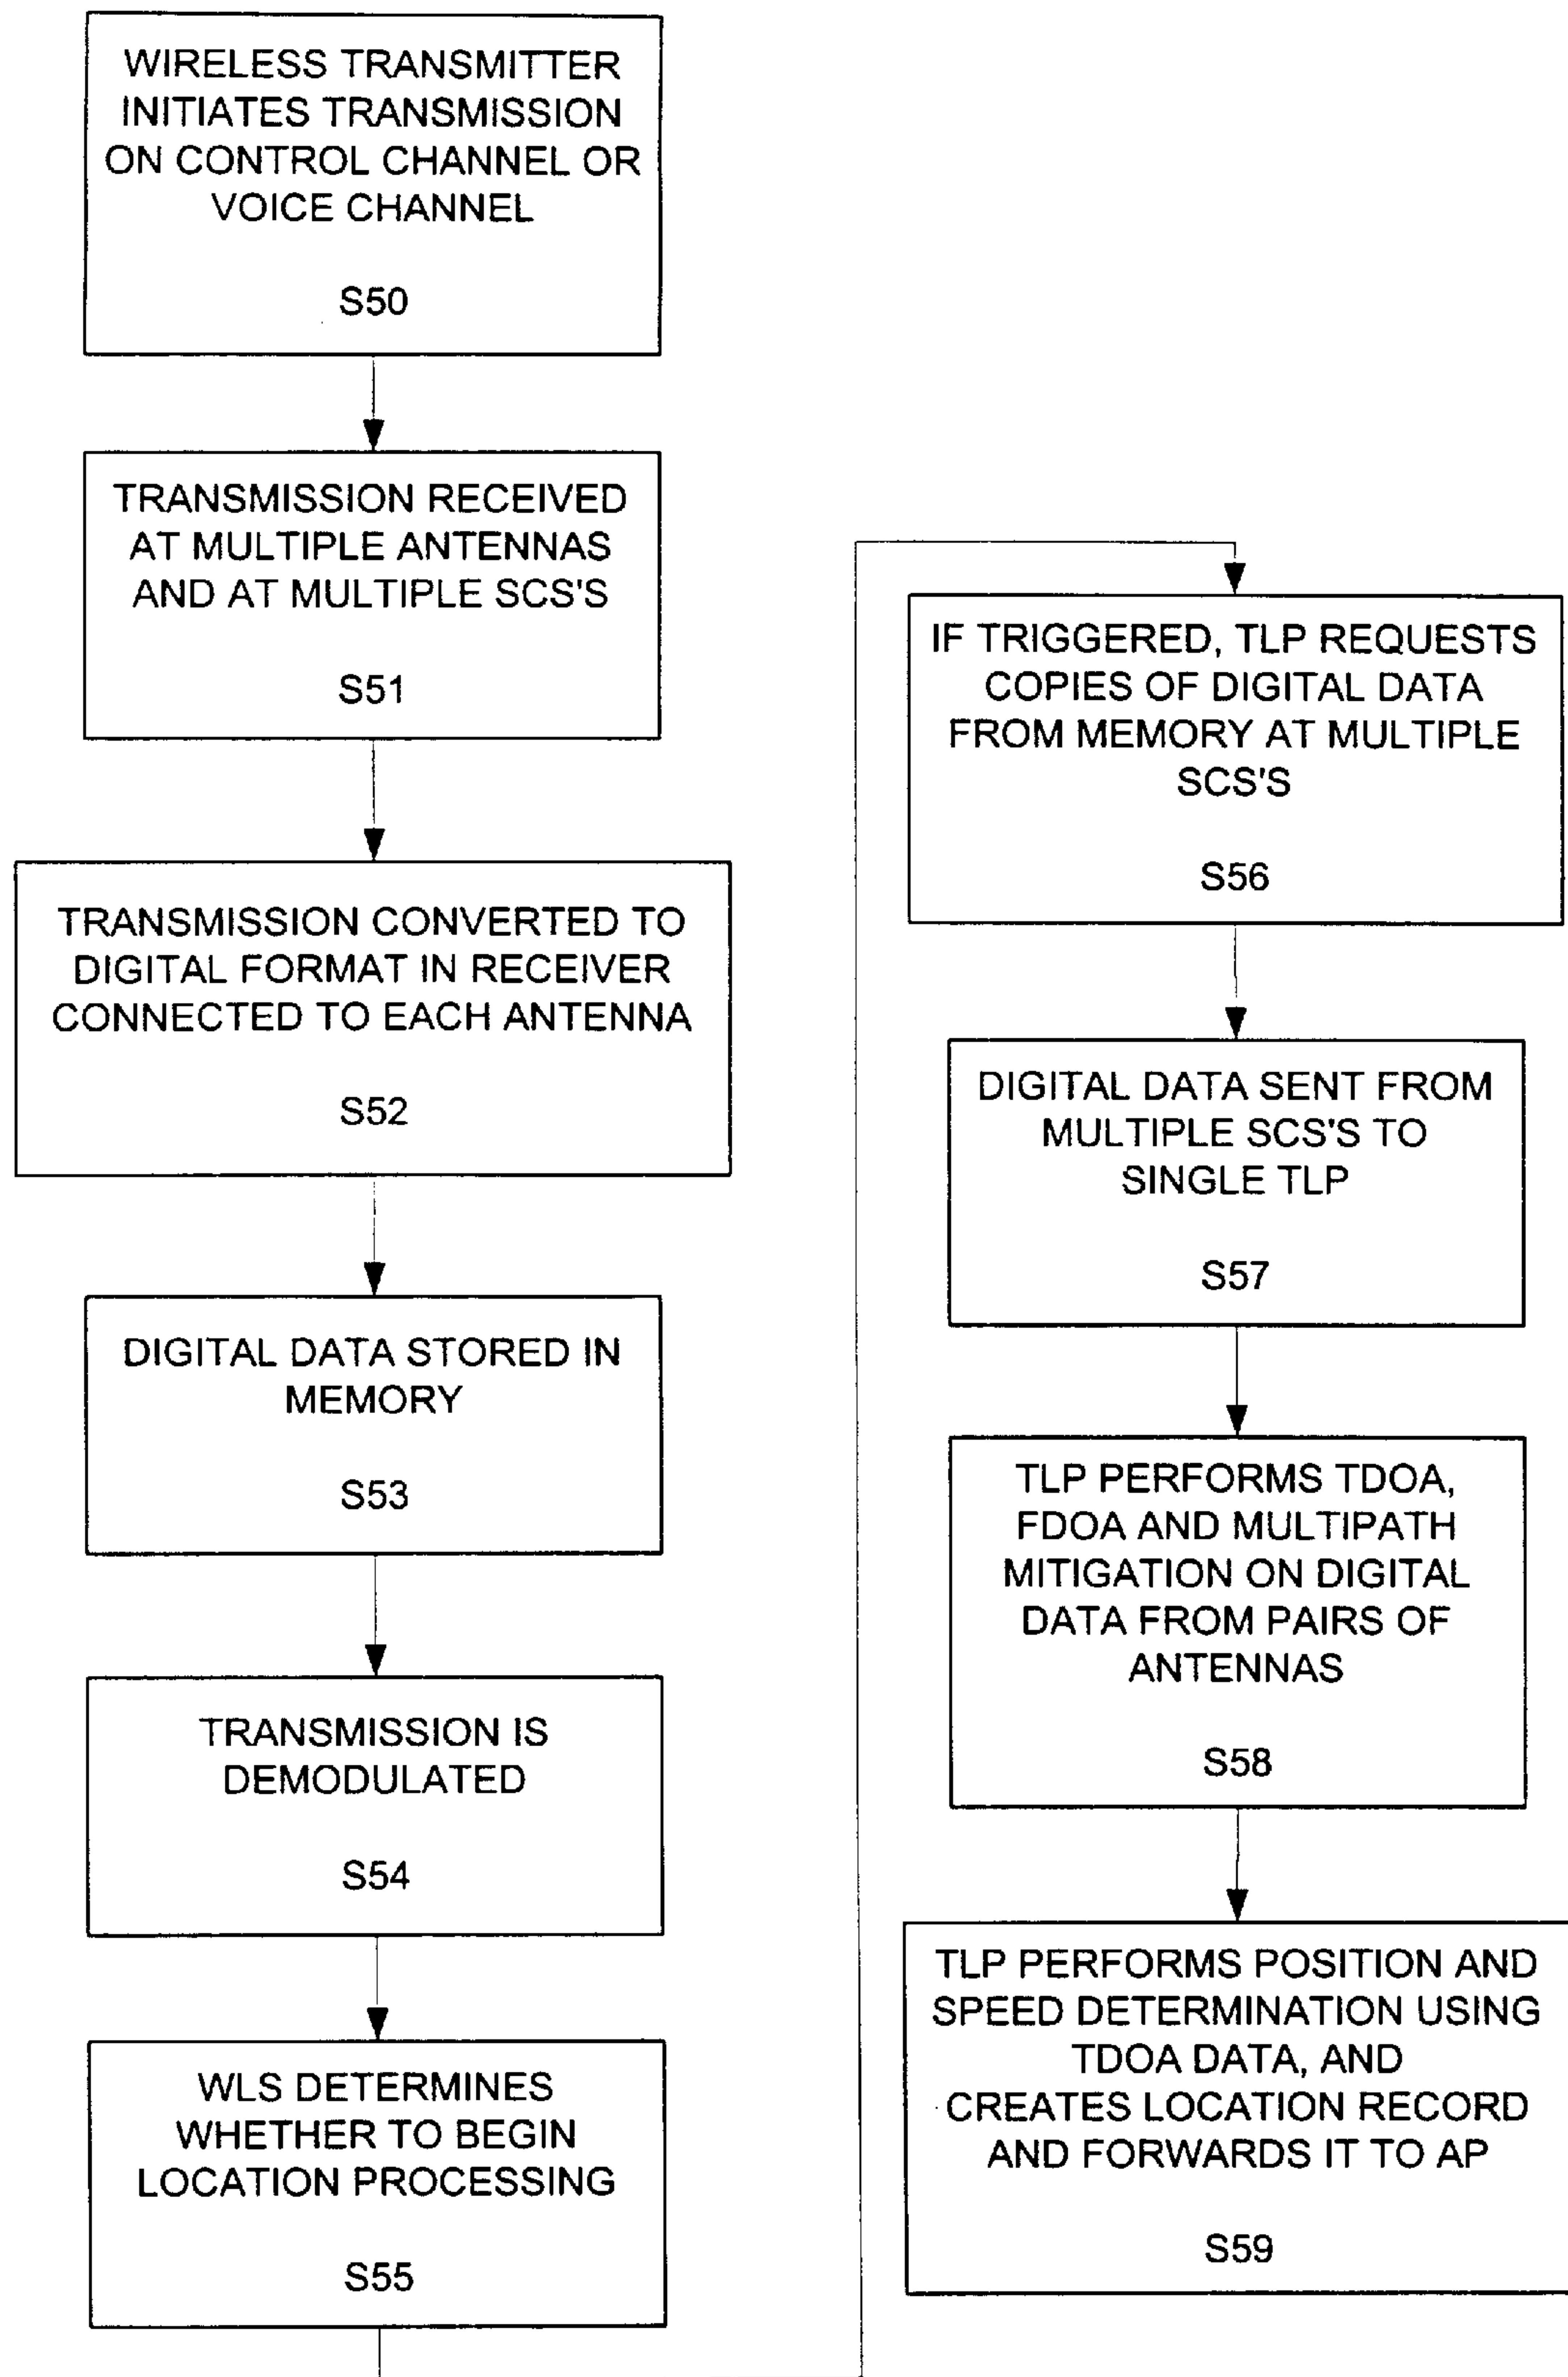 WIRELESS TRANSMITTER
INITIATES TRANSMISSION
ON CONTROL CHANNEL OR
VOICE CHANNEL
S50
TRANSMISSION RECEIVED
AT MULTIPLE ANTENNAS
AND AT MULTIPLE SCS'S
S51
TRANSMISSION CONVERTED TO
DIGITAL FORMAT IN RECEIVER
CONNECTED TO EACH ANTENNA
S52
DIGITAL DATA STORED IN
MEMORY
S53
TRANSMISSION IS
DEMODULATED
S54
WLS DETERMINES
WHETHER TO BEGIN
LOCATION PROCESSING
S55
IF TRIGGERED, TLP REQUESTS
COPIES OF DIGITAL DATA
FROM MEMORY AT MULTIPLE
SCS'S
S56
DIGITAL DATA SENT FROM
MULTIPLE SCS'S TO
SINGLE TLP
S57
TLP PERFORMS TDOA,
FDOA AND MULTIPATH
MITIGATION ON DIGITAL
DATA FROM PAIRS OF
ANTENNAS
S58
TLP PERFORMS POSITION AND
SPEED DETERMINATION USING
TDOA DATA, AND
CREATES LOCATION RECORD
AND FORWARDS IT TO AP
S59